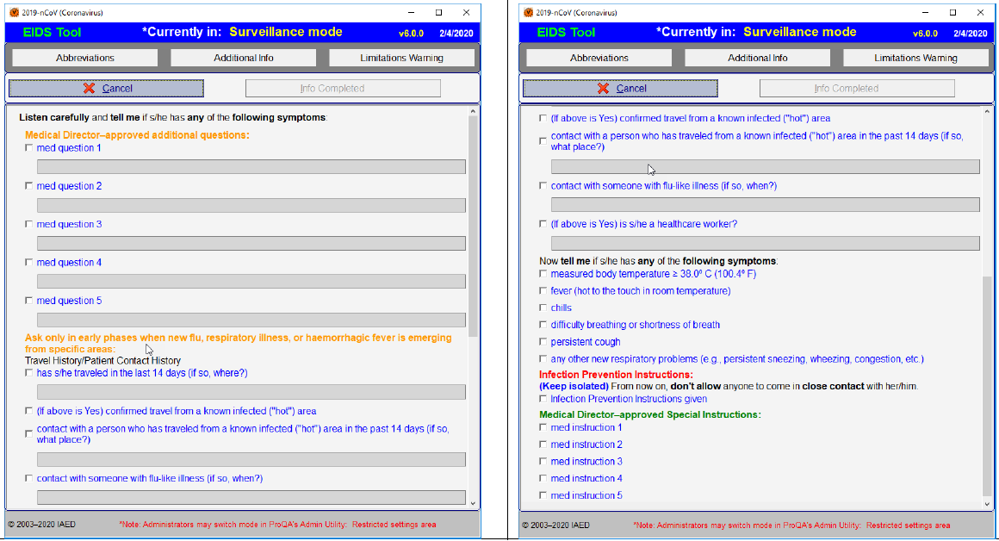 2019-nCoV (Coronavirus)
EIDS Tool *Currently in: Surveillance mode v6.0.0 2/4/2020
Abbreviations Additional Info Limitations Warning
Cancel Info Completed
Listen carefully and tell me if s/he has any of the following symptoms:
Medical Director–approved additional questions:
med question 1
med question 2
med question 3
med question 4
med question 5
Ask only in early phases when new flu, respiratory illness, or haemorrhagic fever is emerging
from specific areas:
Travel History/Patient Contact History
has s/he traveled in the last 14 days (if so, where?)
(If above is Yes) confirmed travel from a known infected ("hot") area
contact with a person who has traveled from a known infected ("hot") area in the past 14 days (if so,
what place?)
contact with someone with flu-like illness (if so, when?)
© 2003–2020 IAED *Note: Administrators may switch mode in ProQA's Admin Utility: Restricted settings area
2019-nCoV (Coronavirus)
EIDS Tool *Currently in: Surveillance mode v6.0.0 2/4/2020
Abbreviations Additional Info Limitations Warning
Cancel Info Completed
(If above is Yes) confirmed travel from a known infected ("hot") area
contact with a person who has traveled from a known infected ("hot") area in the past 14 days (if so,
what place?)
contact with someone with flu-like illness (if so, when?)
(If above is Yes) is s/he a healthcare worker?
Now tell me if s/he has any of the following symptoms:
measured body temperature ≥ 38.0º C (100.4º F)
fever (hot to the touch in room temperature)
chills
difficulty breathing or shortness of breath
persistent cough
any other new respiratory problems (e.g., persistent sneezing, wheezing, congestion, etc.)
Infection Prevention Instructions:
(Keep isolated) From now on, don't allow anyone to come in close contact with her/him.
Infection Prevention Instructions given
Medical Director–approved Special Instructions:
med instruction 1
med instruction 2
med instruction 3
med instruction 4
med instruction 5
© 2003–2020 IAED *Note: Administrators may switch mode in ProQA's Admin Utility: Restricted settings area